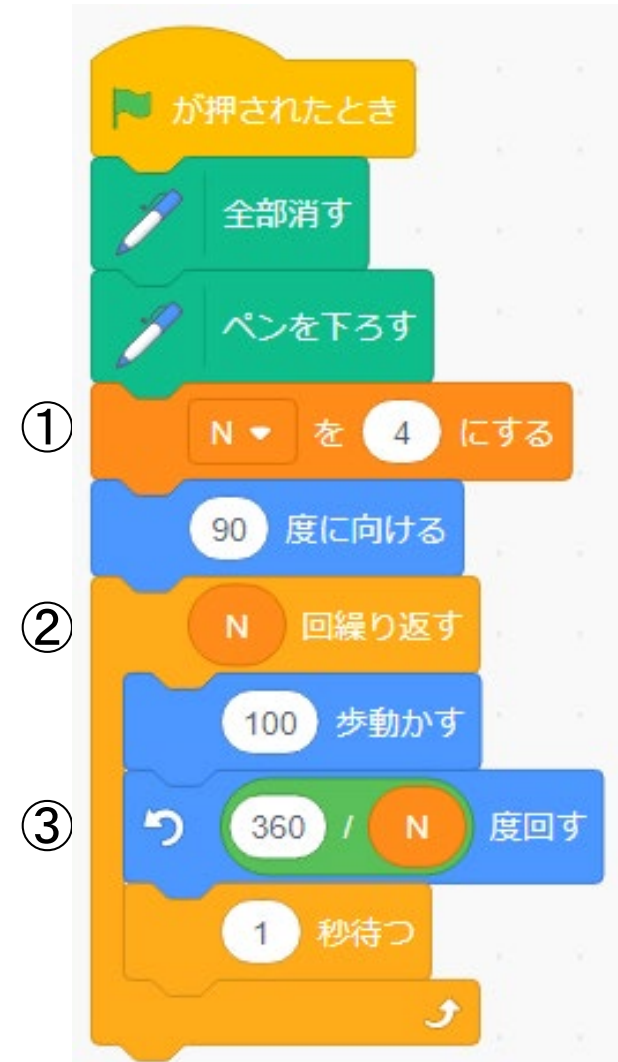 が押されたとき
全部消す
ペンを下ろす
① N を 4 にする
90 度に向ける
② N 回繰り返す
100 歩動かす
③ 360 / N 度回す
1 秒待つ